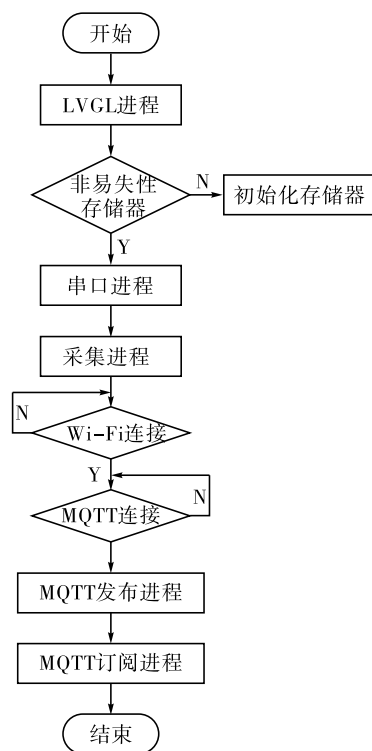 开始
LVGL进程
非易失性
存储器
N
初始化存储器
Y
串口进程
采集进程
N
Wi-Fi连接
Y
N
MQTT连接
MQTT发布进程
MQTT订阅进程
结束